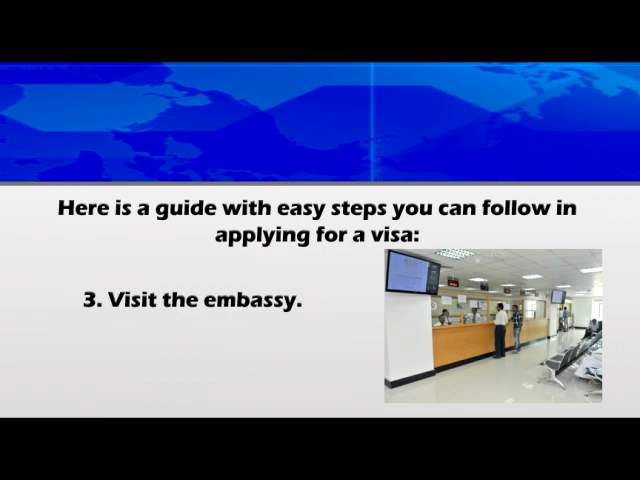 Here is a guide with easy steps you can follow in
applying for a visa:
3. Visit the embassy.